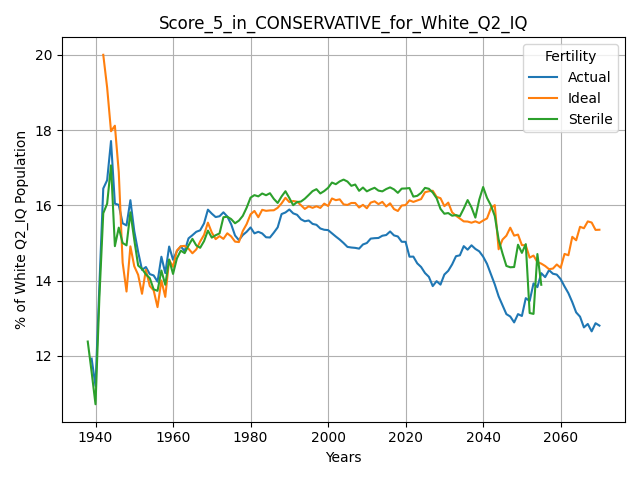 Score_5_in_CONSERVATIVE_for_White_Q2_IQ
Fertility
Actual
Ideal
Sterile
% of White Q2_IQ Population
20
18
16
14
12
1940
1960
1980
2000
2020
2040
2060
Years